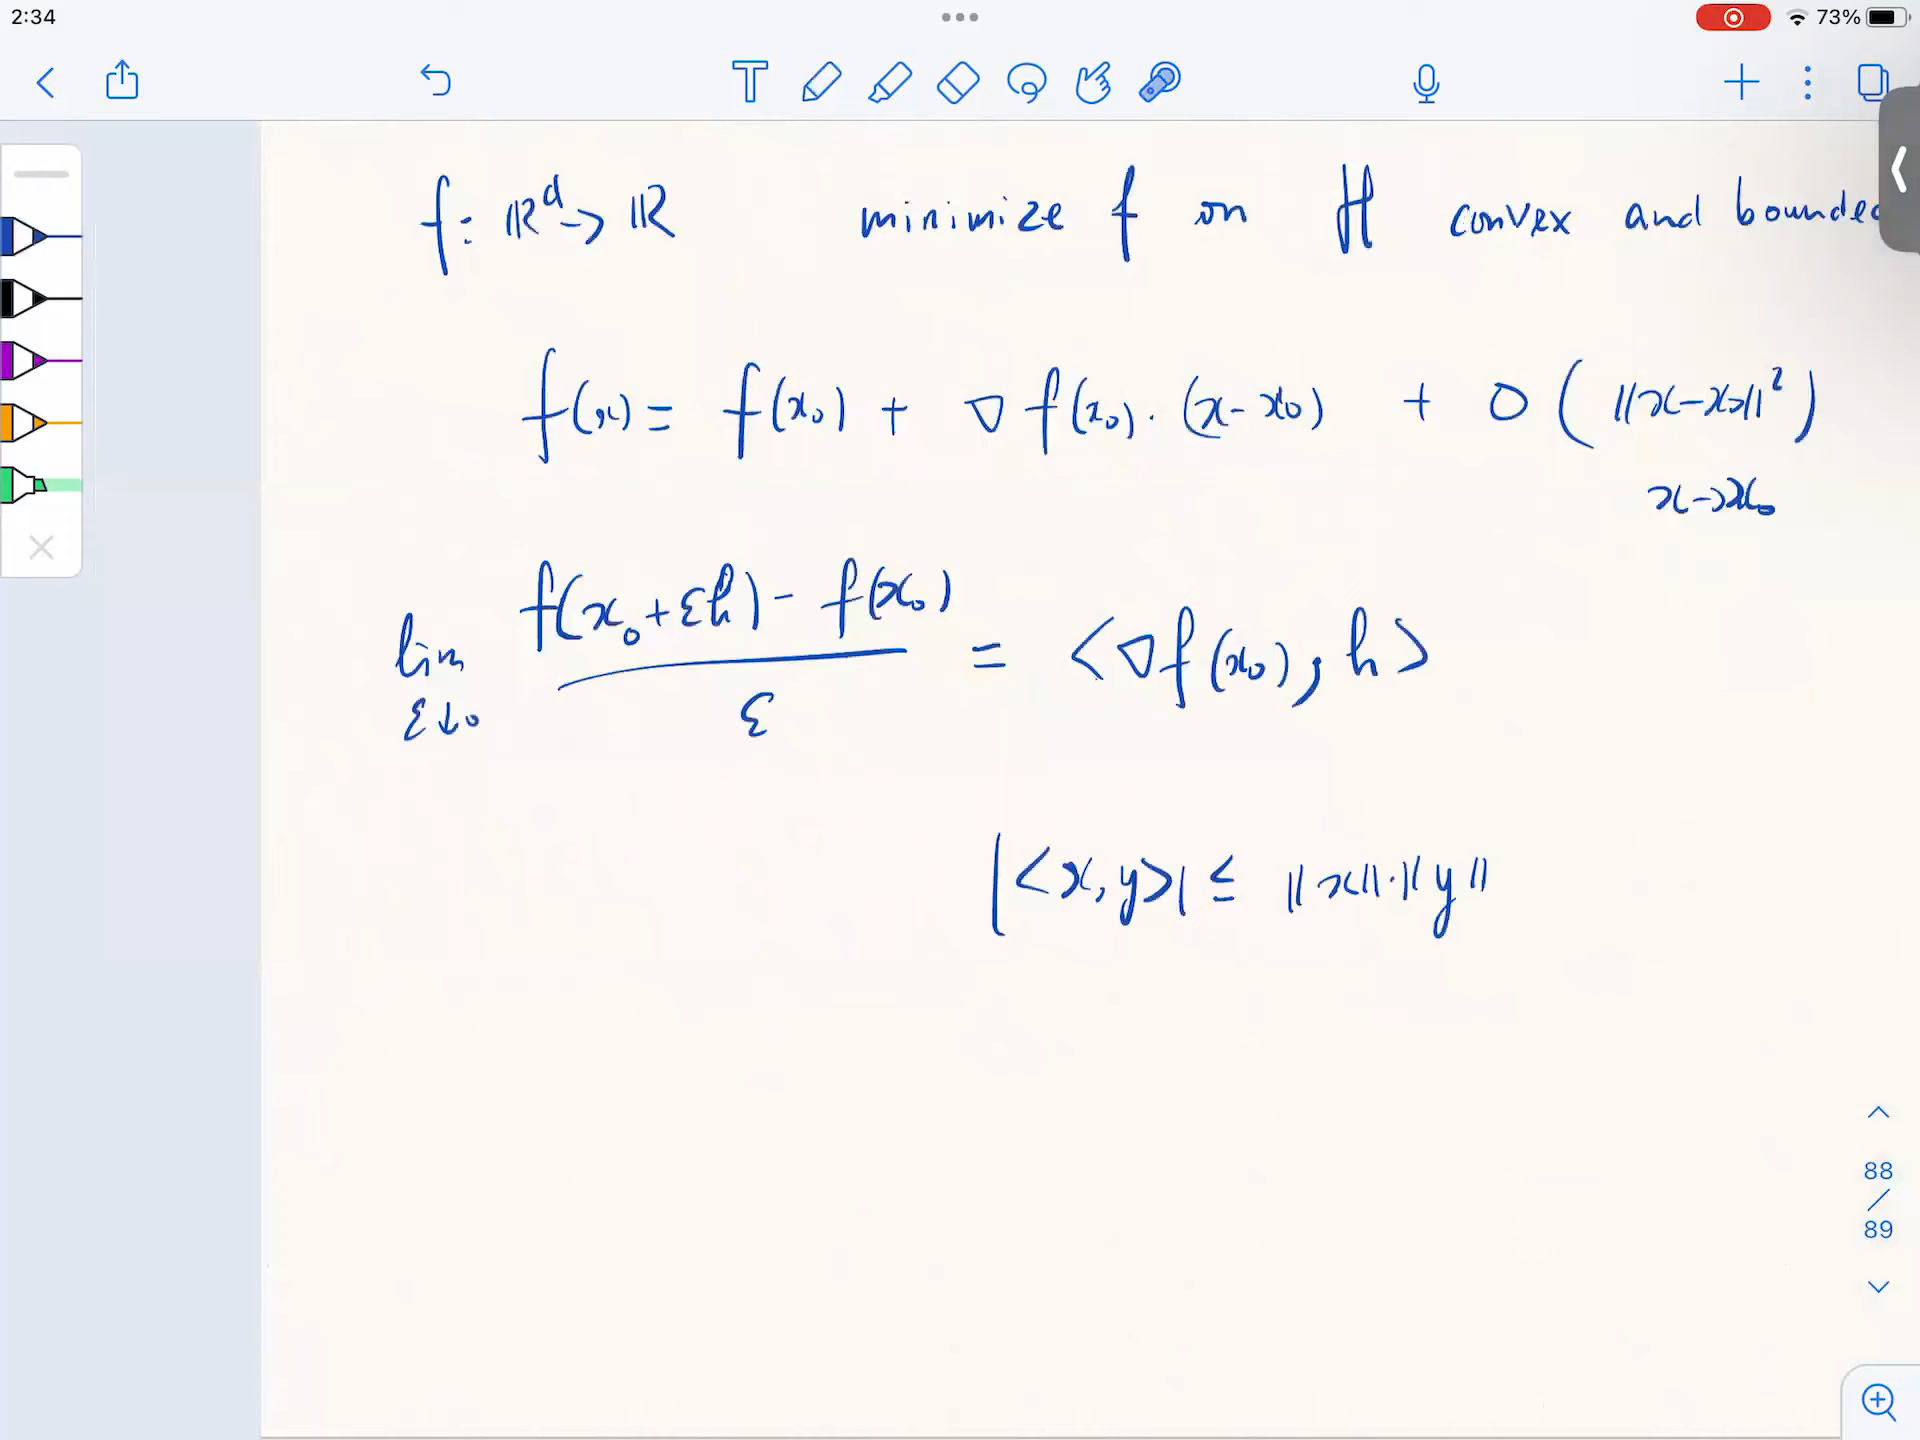 2:34
73%
f: ℝ^d → ℝ minimize f on H convex and bounded
f(x) = f(x₀) + ∇f(x₀)·(x-x₀) + O(||x-x₀||²)
x→x₀
lim ε↓0 (f(x₀+εh) - f(x₀))/ε = <∇f(x₀), h>
|<x,y>| ≤ ||x||·||y||
88
/
89